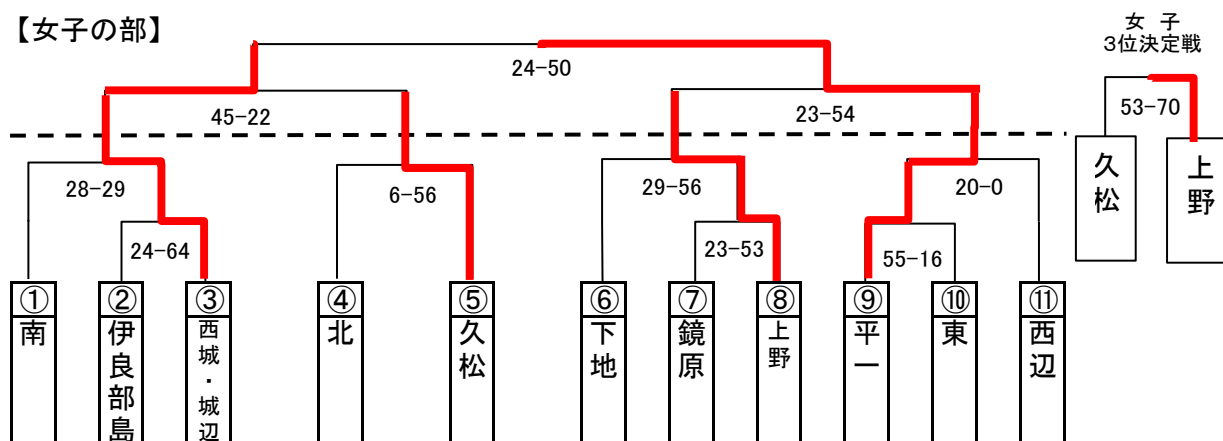 【女子の部】
女 子
3位決定戦
24-50
45-22
23-54
53-70
久松
上野
28-29
6-56
29-56
20-0
24-64
23-53
55-16
① 南
② 伊良部島
③ 西城・城辺
④ 北
⑤ 久松
⑥ 下地
⑦ 鏡原
⑧ 上野
⑨ 平一
⑩ 東
⑪ 西辺